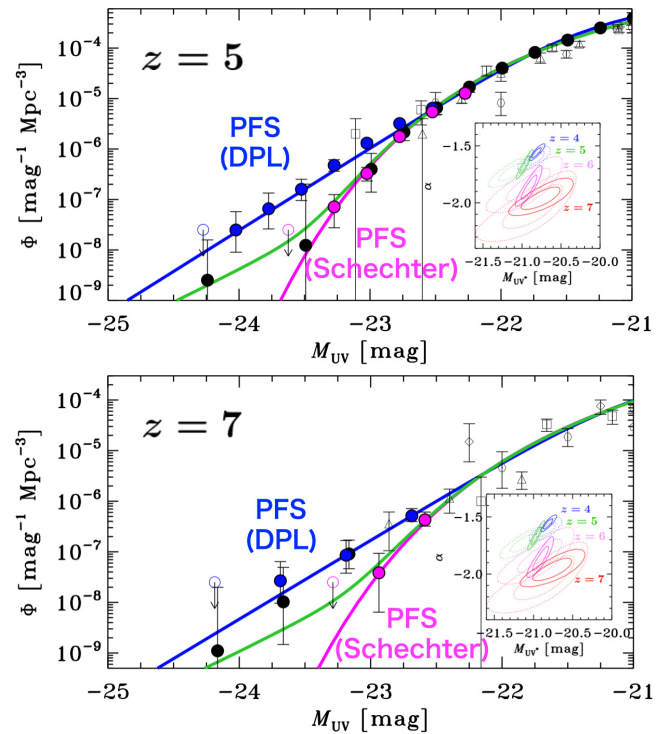 z = 5
PFS
(DPL)
PFS
(Schechter)
10⁻⁴
10⁻⁵
10⁻⁶
10⁻⁷
10⁻⁸
10⁻⁹
Φ [mag⁻¹ Mpc⁻³]
−25 −24 −23 −22 −21
M_UV [mag]
z = 4
z = 5
z = 6
z = 7
α
−1.5
−2.0
−21.5 −21.0 −20.5 −20.0
M_UV* [mag]
z = 7
PFS
(DPL)
PFS
(Schechter)
10⁻⁴
10⁻⁵
10⁻⁶
10⁻⁷
10⁻⁸
10⁻⁹
Φ [mag⁻¹ Mpc⁻³]
−25 −24 −23 −22 −21
M_UV [mag]
z = 4
z = 5
z = 6
z = 7
α
−1.5
−2.0
−21.5 −21.0 −20.5 −20.0
M_UV* [mag]